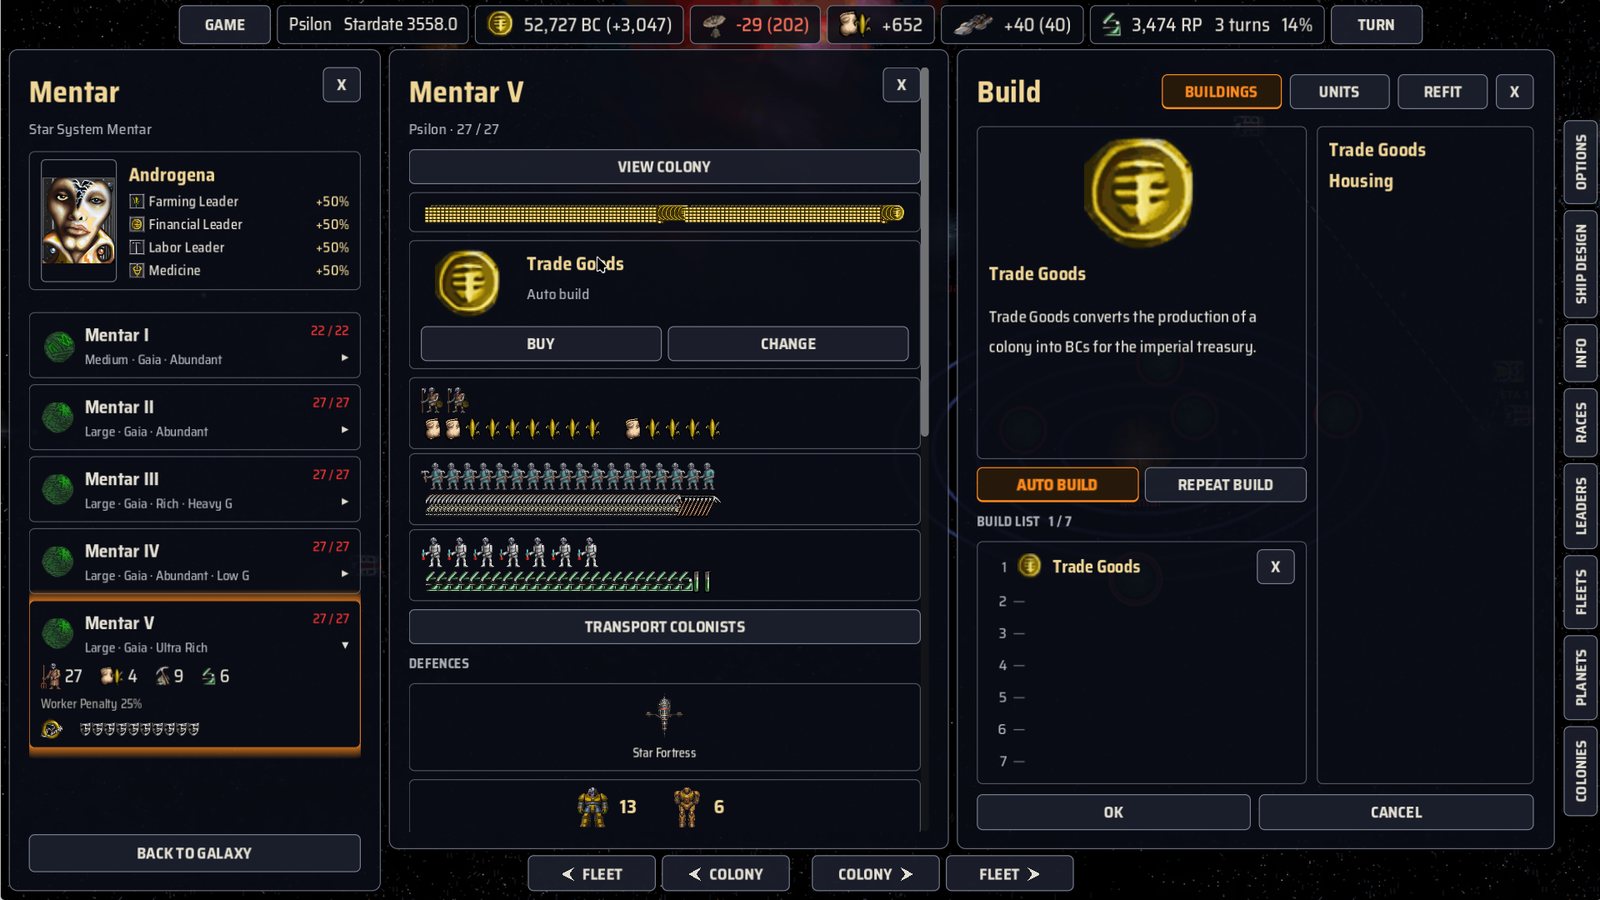 GAME
Psilon Stardate 3558.0
52,727 BC (+3,047)
-29 (202)
+652
+40 (40)
3,474 RP 3 turns 14%
TURN
Mentar
X
Star System Mentar
Androgena
Farming Leader +50%
Financial Leader +50%
Labor Leader +50%
Medicine +50%
Mentar I 22 / 22
Medium · Gaia · Abundant
Mentar II 27 / 27
Large · Gaia · Abundant
Mentar III 27 / 27
Large · Gaia · Rich · Heavy G
Mentar IV 27 / 27
Large · Gaia · Abundant · Low G
Mentar V 27 / 27
Large · Gaia · Ultra Rich
27 4 9 6
Worker Penalty 25%
BACK TO GALAXY
Mentar V
X
Psilon · 27 / 27
VIEW COLONY
Trade Goods
Auto build
BUY
CHANGE
TRANSPORT COLONISTS
DEFENCES
Star Fortress
13 6
Build
BUILDINGS
UNITS
REFIT
X
Trade Goods
Trade Goods converts the production of a
colony into BCs for the imperial treasury.
AUTO BUILD
REPEAT BUILD
BUILD LIST 1 / 7
1 Trade Goods X
2 —
3 —
4 —
5 —
6 —
7 —
Trade Goods
Housing
OK
CANCEL
FLEET
COLONY
COLONY
FLEET
OPTIONS
SHIP DESIGN
INFO
RACES
LEADERS
FLEETS
PLANETS
COLONIES